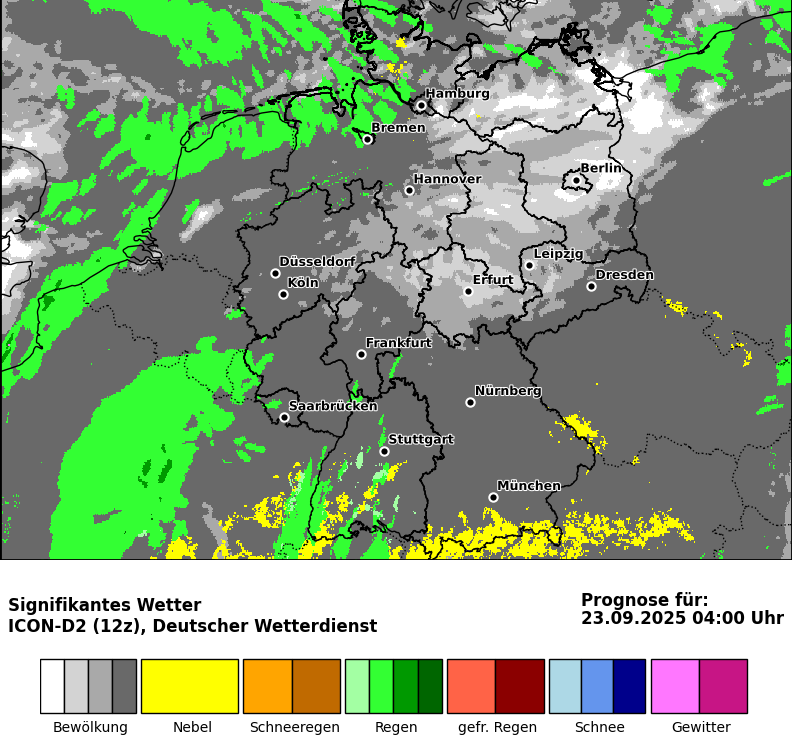 Hamburg
Bremen
Berlin
Hannover
Leipzig
Düsseldorf
Dresden
Köln
Erfurt
Frankfurt
Nürnberg
Saarbrücken
Stuttgart
München
Signifikantes Wetter
ICON-D2 (12z), Deutscher Wetterdienst
Prognose für:
23.09.2025 04:00 Uhr
Bewölkung Nebel Schneeregen Regen gefr. Regen Schnee Gewitter